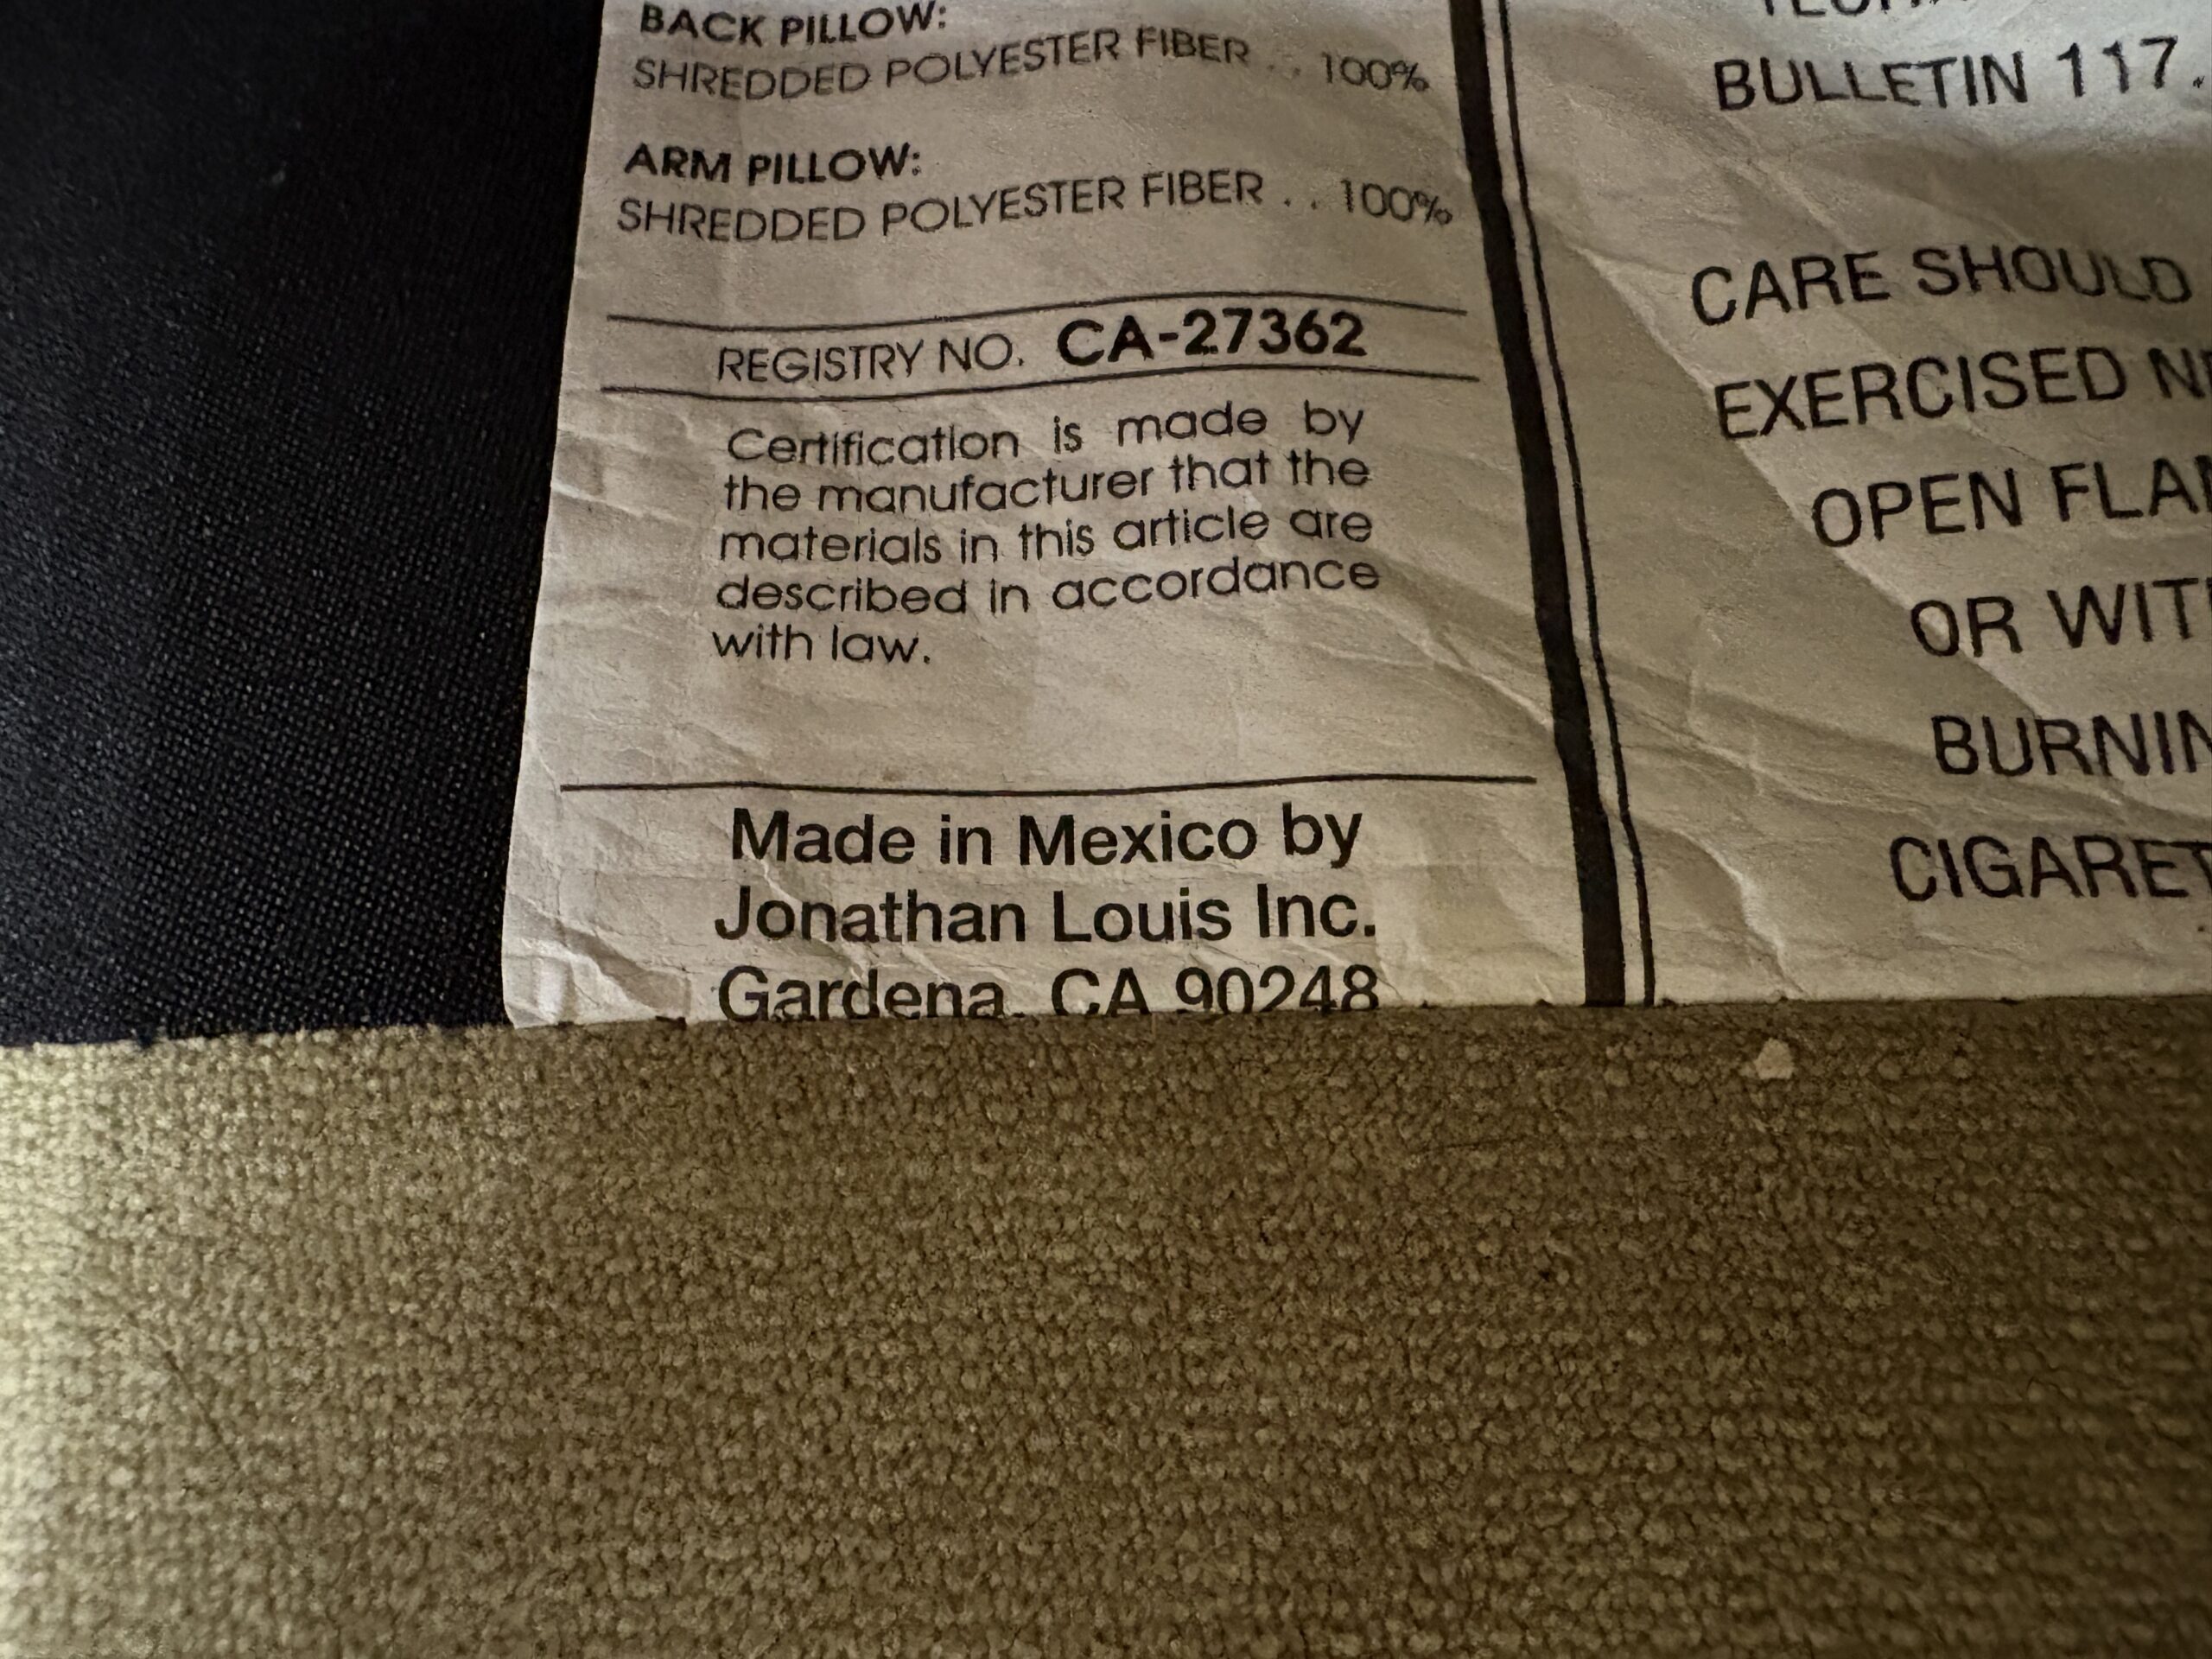 BACK PILLOW:
SHREDDED POLYESTER FIBER . . 100%
ARM PILLOW:
SHREDDED POLYESTER FIBER . . 100%
REGISTRY NO. CA-27362
Certification is made by
the manufacturer that the
materials in this article are
described in accordance
with law.
Made in Mexico by
Jonathan Louis Inc.
Gardena, CA 90248
BULLETIN 117.
CARE SHOULD
EXERCISED
OPEN
OR